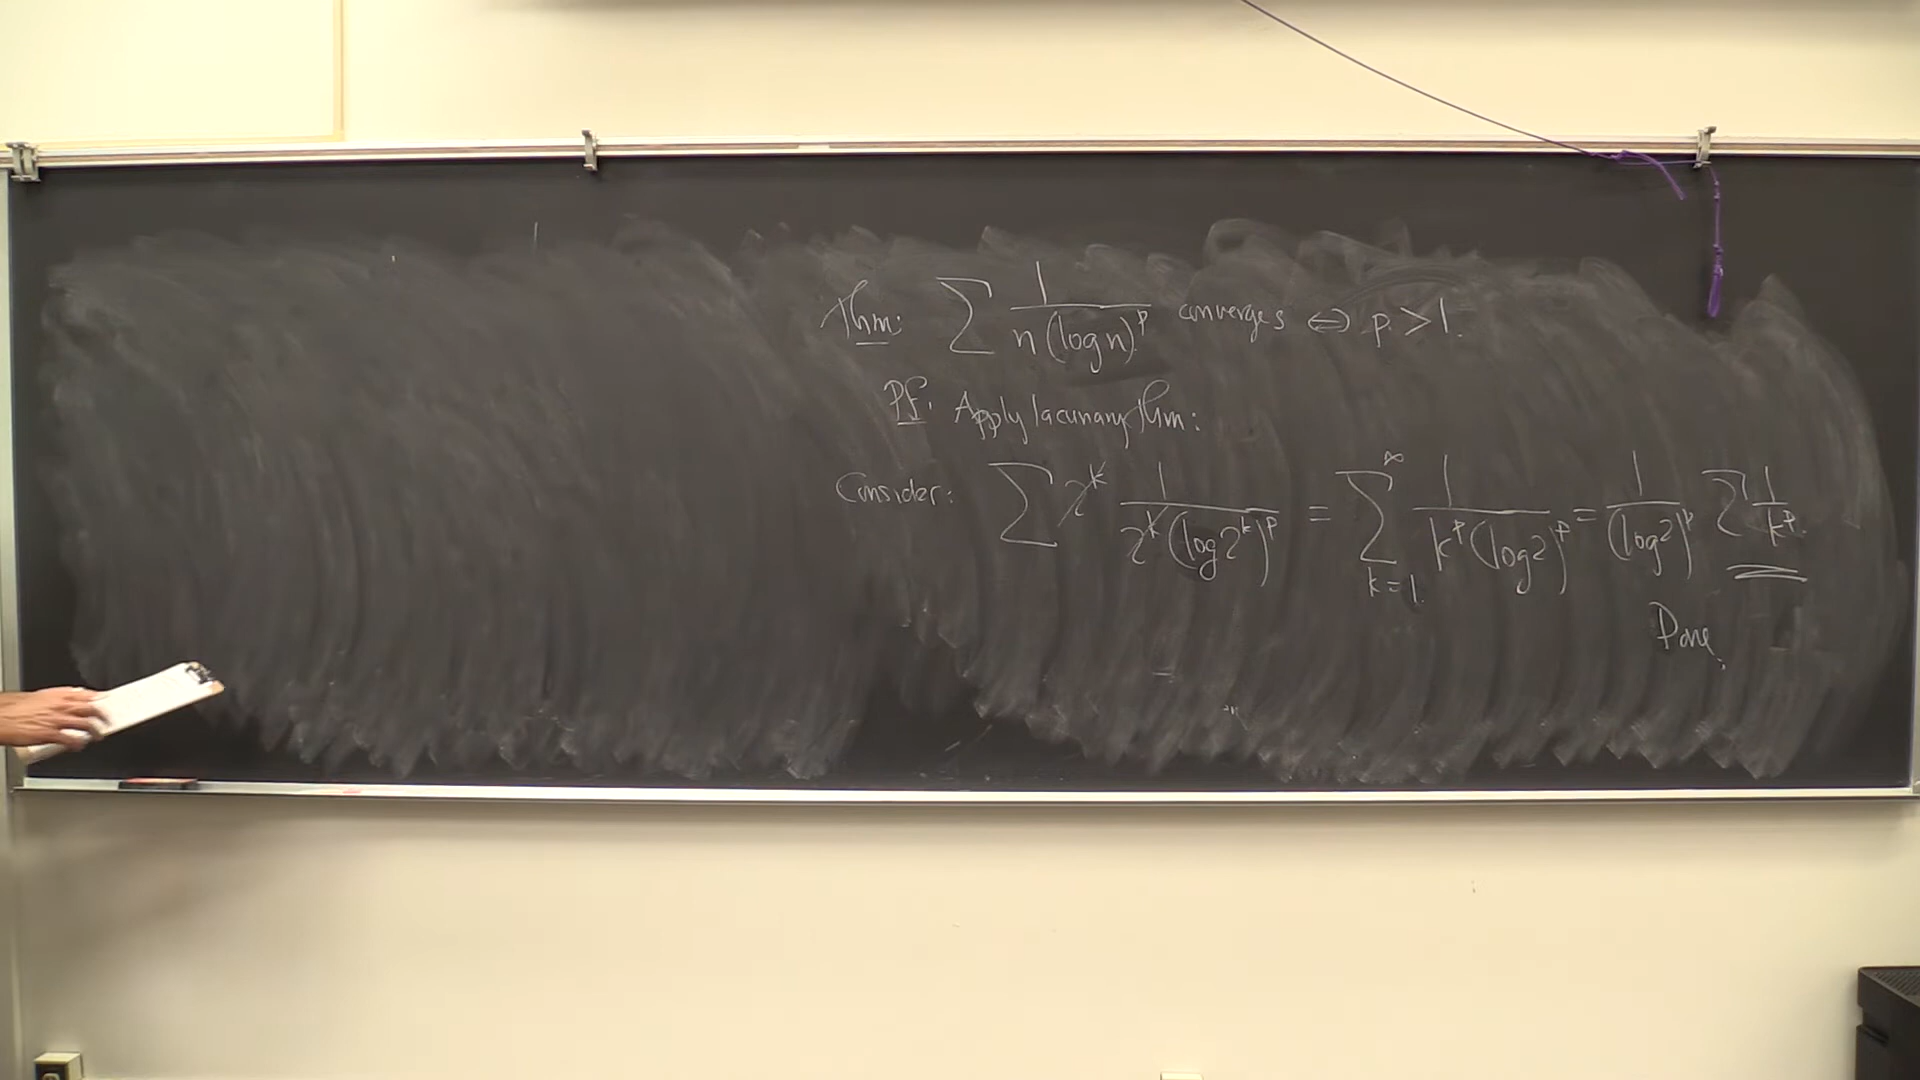 Thm: ∑ 1/(n(log n)^p) converges ⇔ p > 1.
Pf. Apply lacunary thm:
Consider: ∑ 2^k 1/(2^k(log 2^k)^p) = ∑_{k=1}^∞ 1/(k^p(log 2)^p) = 1/(log 2)^p ∑ 1/k^p.
Done.